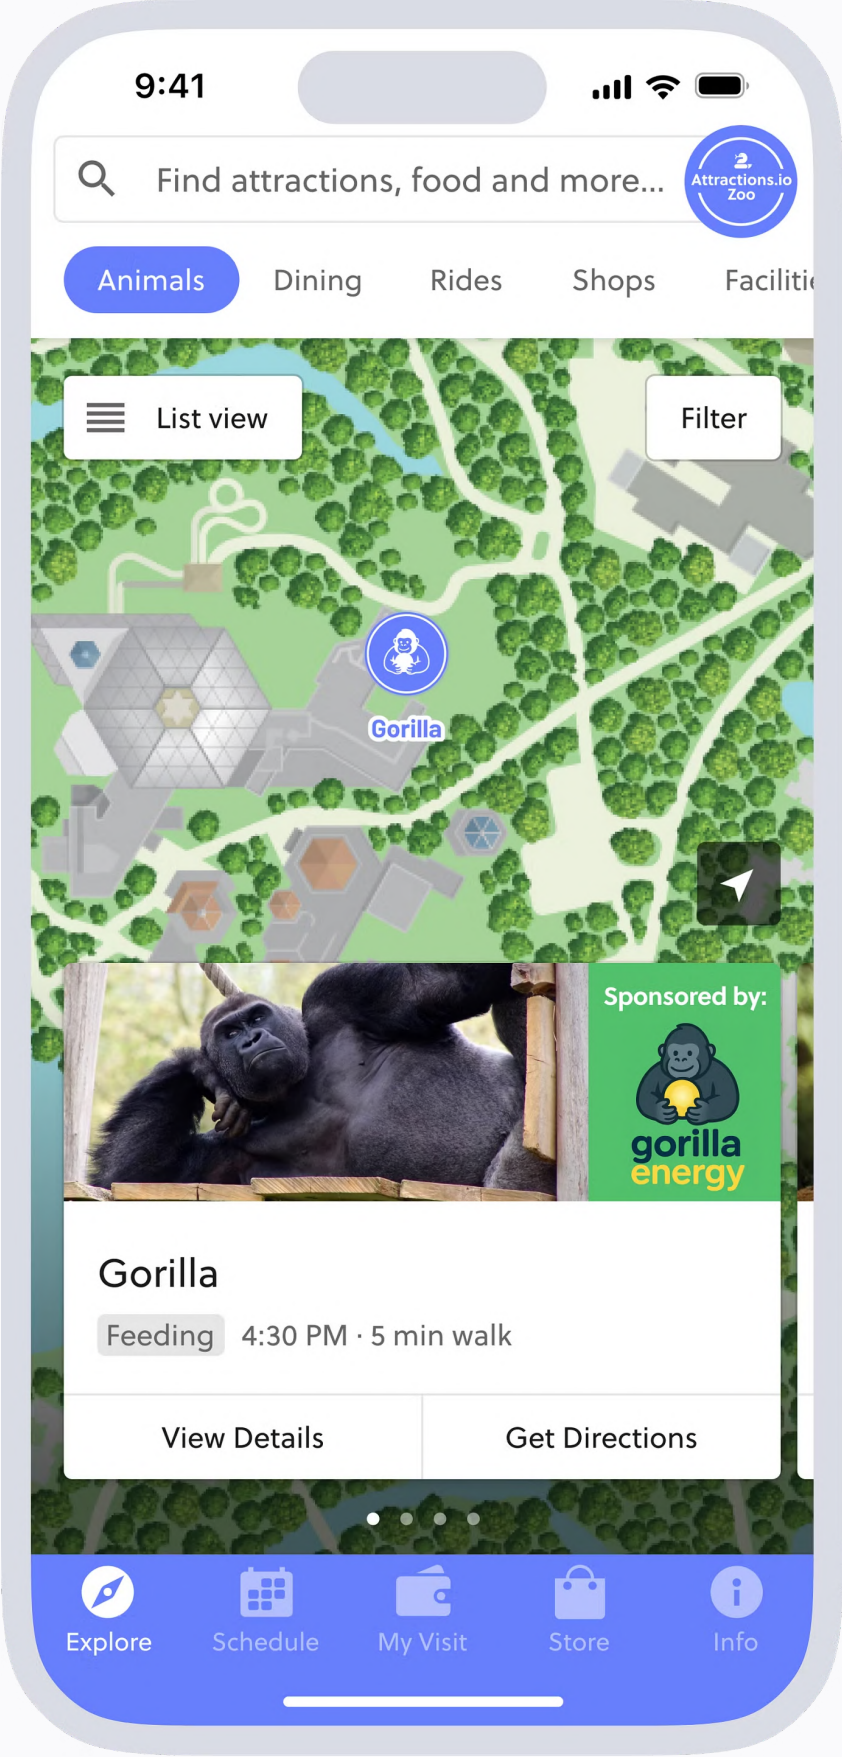 9:41
Find attractions, food and more...
Attractions.io
Zoo
Animals
Dining
Rides
Shops
Faciliti
List view
Filter
Gorilla
Sponsored by:
gorilla
energy
Gorilla
Feeding
4:30 PM · 5 min walk
View Details
Get Directions
Explore
Schedule
My Visit
Store
Info